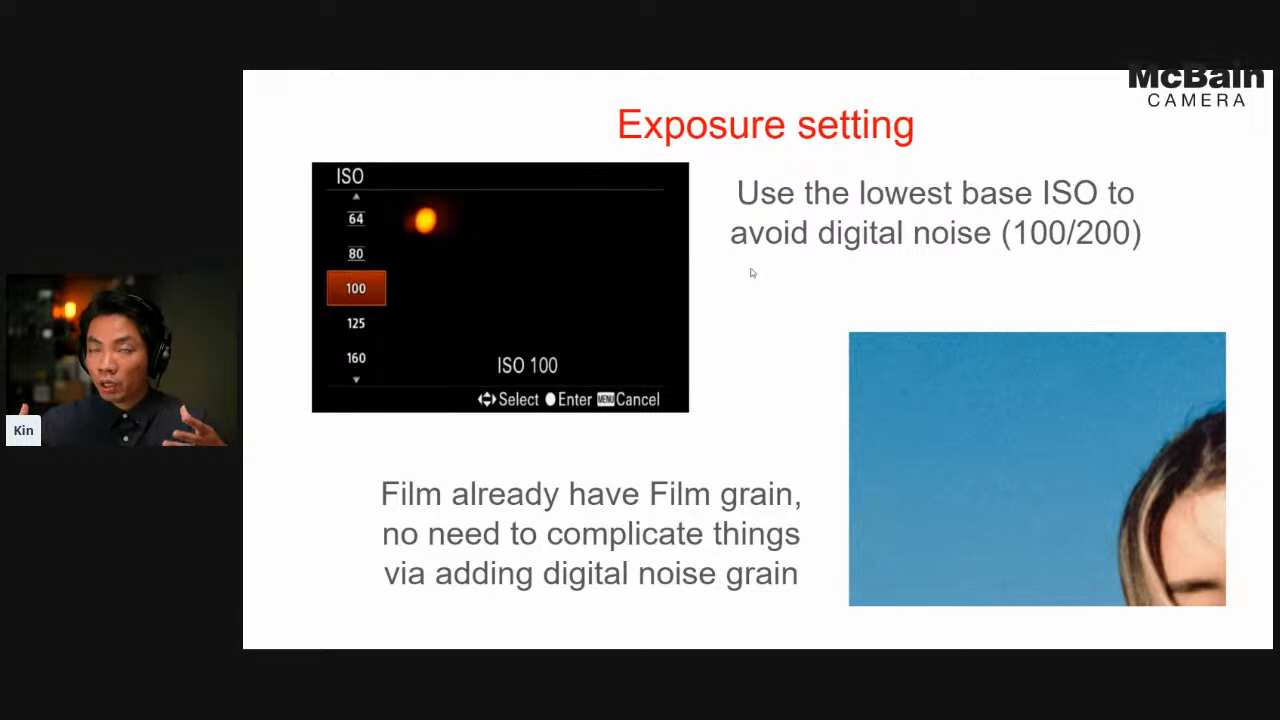 McBain
CAMERA
Exposure setting
ISO
64
80
100
125
160
ISO 100
Select Enter MENU Cancel
Use the lowest base ISO to
avoid digital noise (100/200)
Kin
Film already have Film grain,
no need to complicate things
via adding digital noise grain